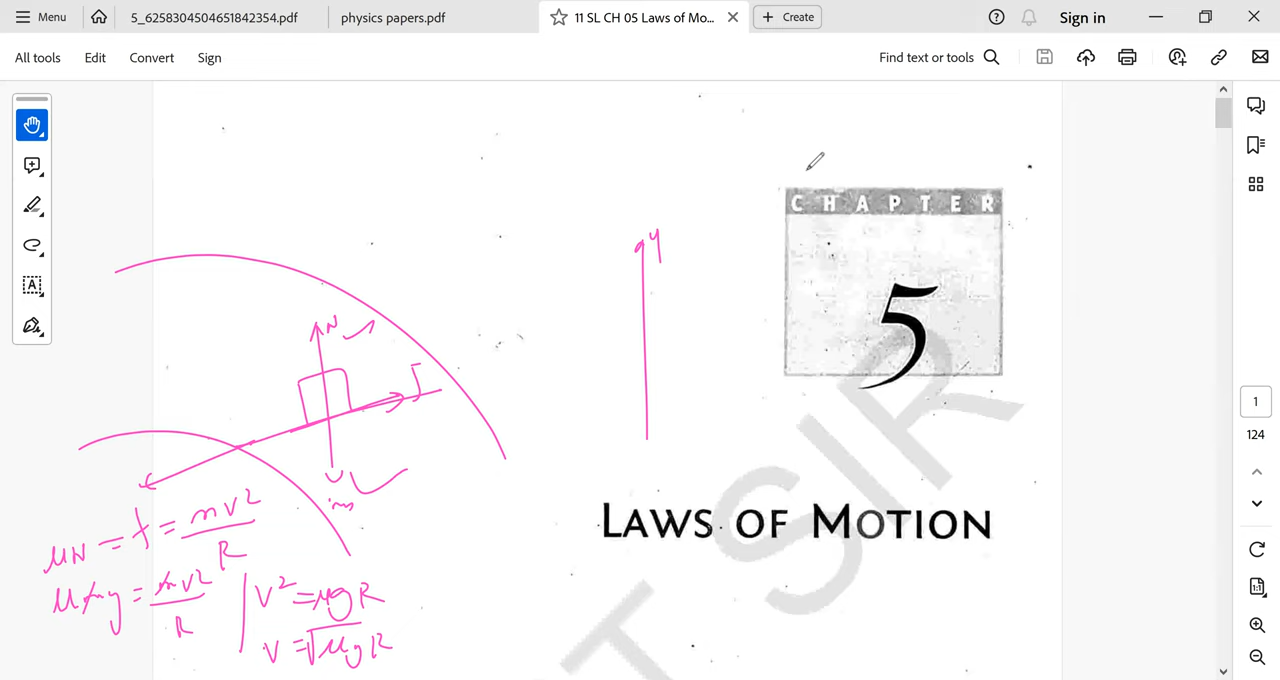 Menu
5_6258304504651842354.pdf
physics papers.pdf
11 SL CH 05 Laws of Mo...
Create
Sign in
All tools
Edit
Convert
Sign
Find text or tools
CHAPTER
5
LAWS OF MOTION
T SIR
y
N
f
mg
μN = f = mv²/R
μmg = mv²/R
v² = μgR
v = √μgR
1
124